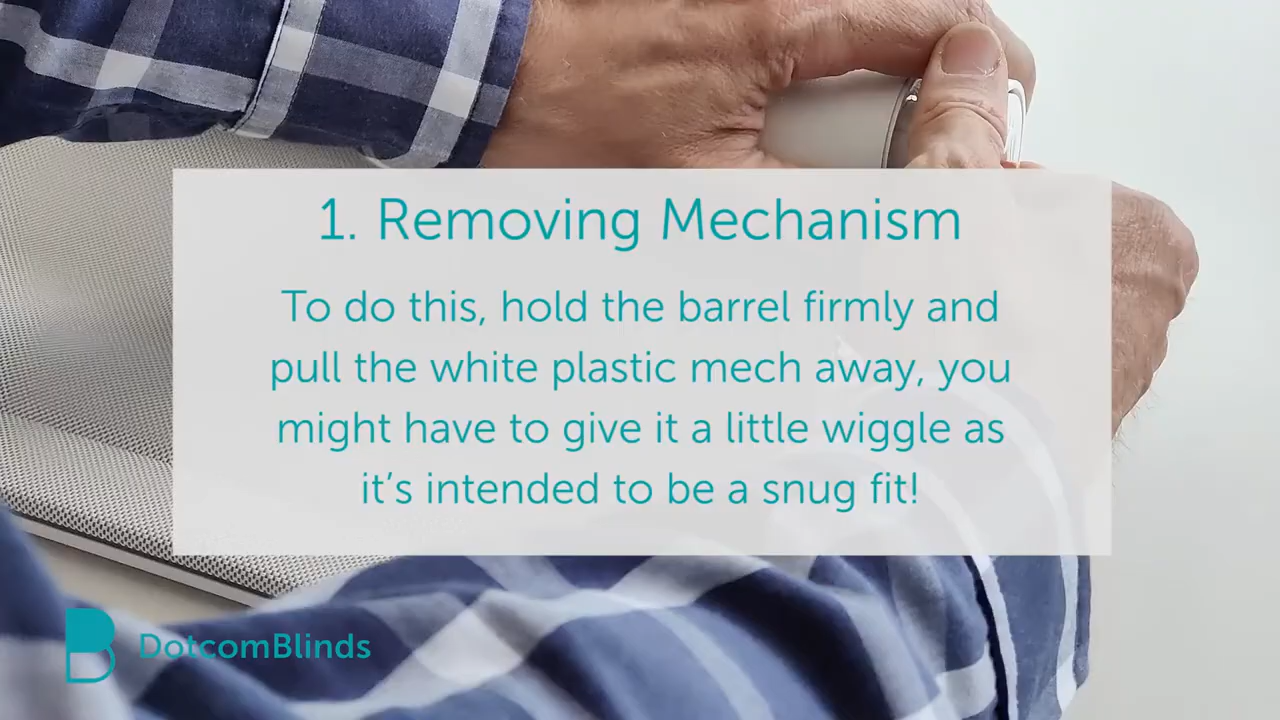 1. Removing Mechanism
To do this, hold the barrel firmly and
pull the white plastic mech away, you
might have to give it a little wiggle as
it's intended to be a snug fit!
DotcomBlinds